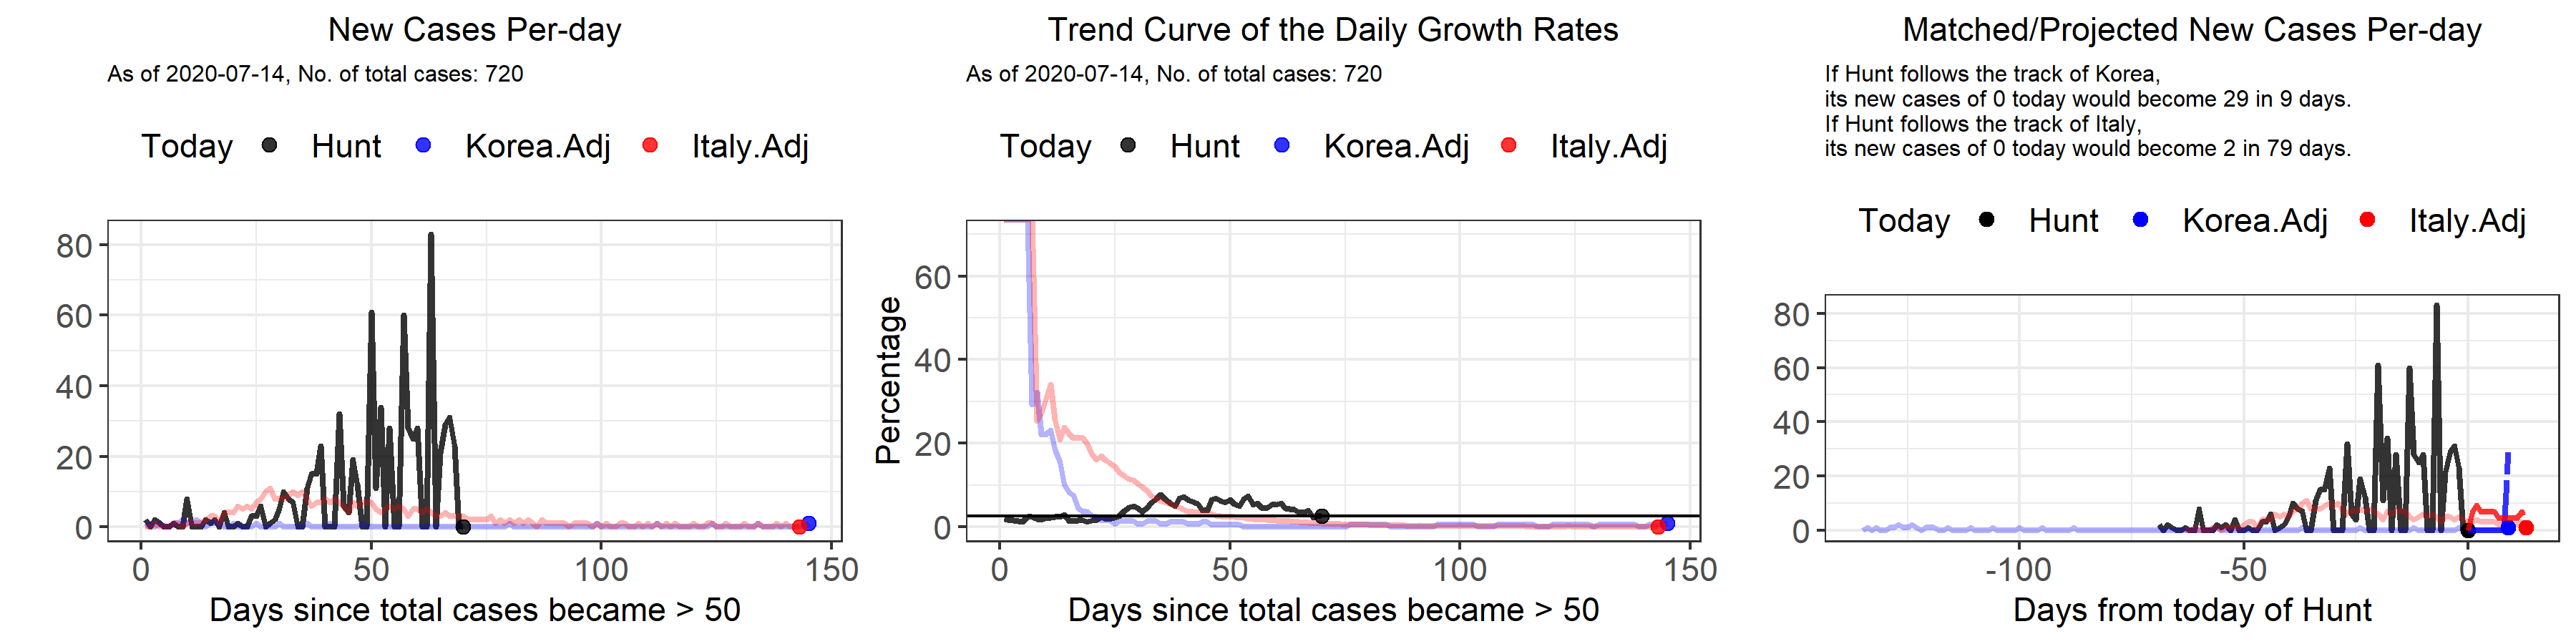 New Cases Per-day
As of 2020-07-14, No. of total cases: 720
Today Hunt Korea.Adj Italy.Adj
80
60
40
20
0
0 50 100 150
Days since total cases became > 50
Trend Curve of the Daily Growth Rates
As of 2020-07-14, No. of total cases: 720
Today Hunt Korea.Adj Italy.Adj
Percentage
60
40
20
0
0 50 100 150
Days since total cases became > 50
Matched/Projected New Cases Per-day
If Hunt follows the track of Korea,
its new cases of 0 today would become 29 in 9 days.
If Hunt follows the track of Italy,
its new cases of 0 today would become 2 in 79 days.
Today Hunt Korea.Adj Italy.Adj
80
60
40
20
0
-100 -50 0
Days from today of Hunt